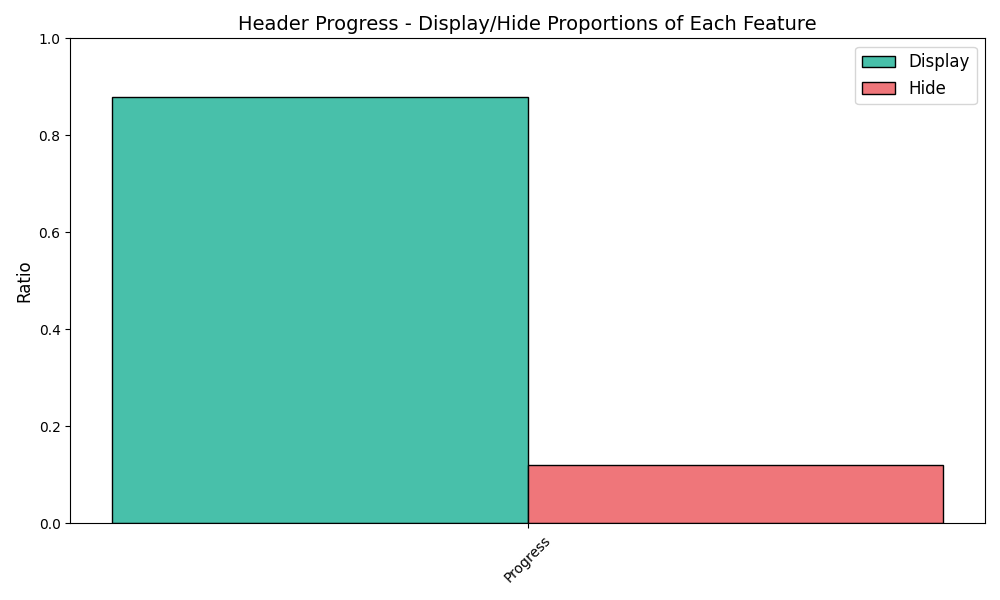 Header Progress - Display/Hide Proportions of Each Feature
Display
Hide
Ratio
1.0
0.8
0.6
0.4
0.2
0.0
Progress